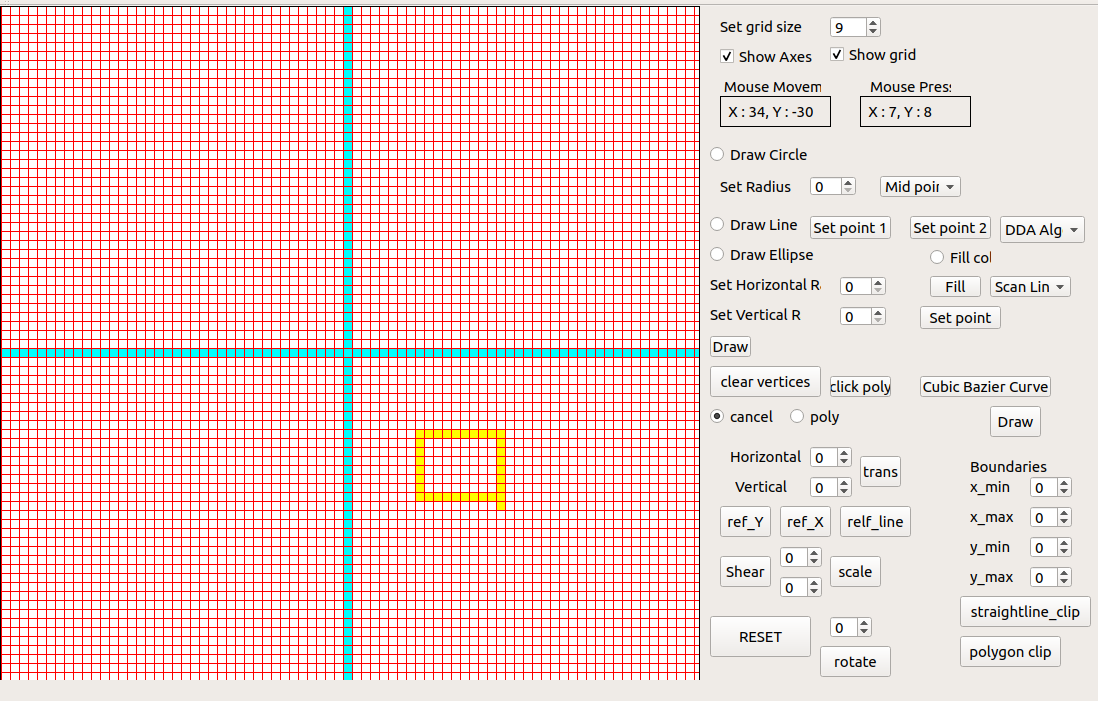 Set grid size 9
Show Axes Show grid
Mouse Movem Mouse Press
X : 34, Y : -30 X : 7, Y : 8
Draw Circle
Set Radius 0 Mid poir
Draw Line Set point 1 Set point 2 DDA Alg
Draw Ellipse Fill col
Set Horizontal R 0 Fill Scan Lin
Set Vertical R 0 Set point
Draw
clear vertices click poly Cubic Bazier Curve
cancel poly Draw
Horizontal 0 trans Boundaries
Vertical 0 x_min 0
ref_Y ref_X relf_line x_max 0
Shear 0 scale y_min 0
0 y_max 0
straightline_clip
RESET 0 polygon clip
rotate